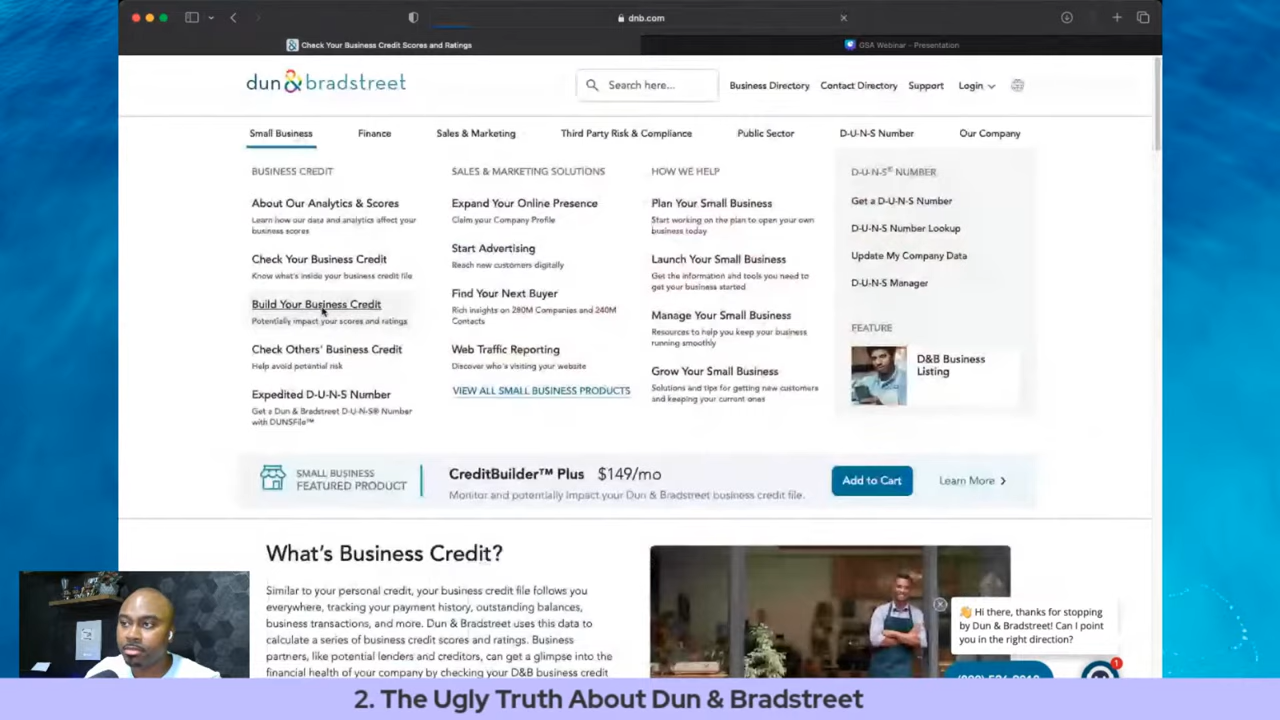 dnb.com
Check Your Business Credit Scores and Ratings
GSA Webinar - Presentation
dun & bradstreet
Search here...
Business Directory
Contact Directory
Support
Login
Small Business
Finance
Sales & Marketing
Third Party Risk & Compliance
Public Sector
D-U-N-S Number
Our Company
BUSINESS CREDIT
About Our Analytics & Scores
Learn how our data and analytics affect your
business scores
Check Your Business Credit
Know what's inside your business credit file
Build Your Business Credit
Potentially impact your scores and ratings
Check Others' Business Credit
Help avoid potential risk
Expedited D-U-N-S Number
Get a Dun & Bradstreet D-U-N-S® Number
with DUNSFile™
SALES & MARKETING SOLUTIONS
Expand Your Online Presence
Claim your Company Profile
Start Advertising
Reach new customers digitally
Find Your Next Buyer
Rich insights on 280M Companies and 240M
Contacts
Web Traffic Reporting
Discover who's visiting your website
VIEW ALL SMALL BUSINESS PRODUCTS
HOW WE HELP
Plan Your Small Business
Start working on the plan to open your own
business today
Launch Your Small Business
Get the information and tools you need to
get your business started
Manage Your Small Business
Resources to help you keep your business
running smoothly
Grow Your Small Business
Solutions and tips for getting new customers
and keeping your current ones
D-U-N-S® NUMBER
Get a D-U-N-S Number
D-U-N-S Number Lookup
Update My Company Data
D-U-N-S Manager
FEATURE
D&B Business
Listing
SMALL BUSINESS
FEATURED PRODUCT
CreditBuilder™ Plus $149/mo
Monitor and potentially impact your Dun & Bradstreet business credit file.
Add to Cart
Learn More
What's Business Credit?
Similar to your personal credit, your business credit file follows you
everywhere, tracking your payment history, outstanding balances,
business transactions, and more. Dun & Bradstreet uses this data to
calculate a series of business credit scores and ratings. Business
partners, like potential lenders and creditors, can get a glimpse into the
financial health of your company by checking your D&B business credit
Hi there, thanks for stopping
by Dun & Bradstreet! Can I point
you in the right direction?
1
2. The Ugly Truth About Dun & Bradstreet